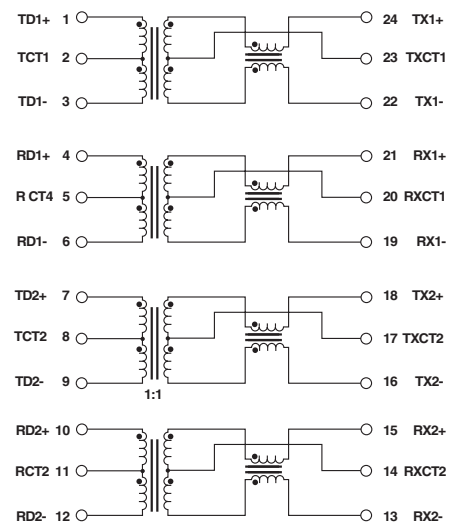 TD1+ 1 24 TX1+
TCT1 2 23 TXCT1
TD1- 3 22 TX1-
RD1+ 4 21 RX1+
R CT4 5 20 RXCT1
RD1- 6 19 RX1-
TD2+ 7 18 TX2+
TCT2 8 17 TXCT2
TD2- 9 16 TX2-
1:1
RD2+ 10 15 RX2+
RCT2 11 14 RXCT2
RD2- 12 13 RX2-